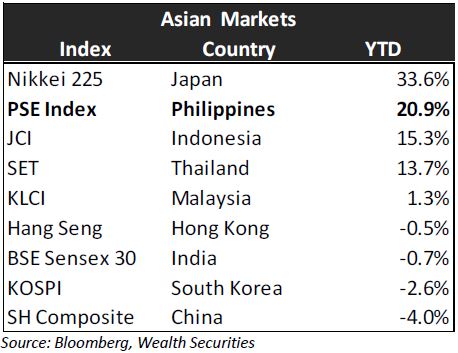 Asian Markets
Index Country YTD
Nikkei 225 Japan 33.6%
PSE Index Philippines 20.9%
JCI Indonesia 15.3%
SET Thailand 13.7%
KLCI Malaysia 1.3%
Hang Seng Hong Kong -0.5%
BSE Sensex 30 India -0.7%
KOSPI South Korea -2.6%
SH Composite China -4.0%
Source: Bloomberg, Wealth Securities